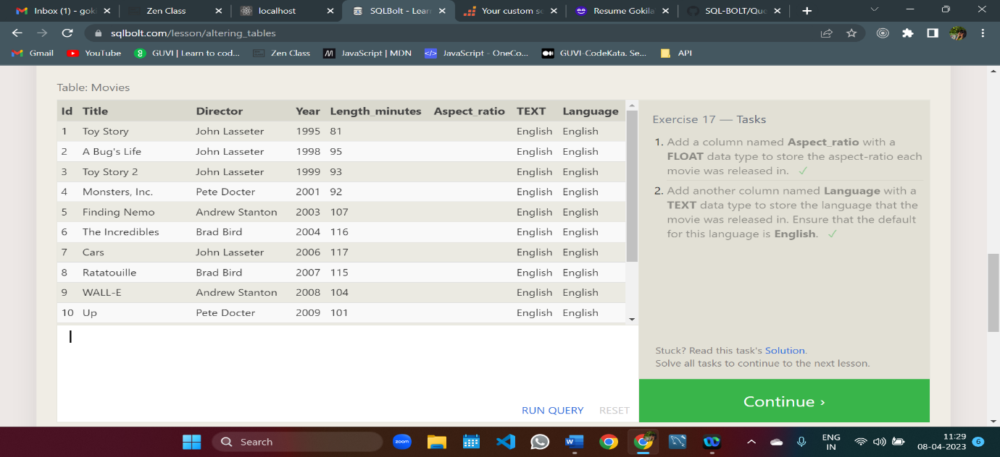 Inbox (1) - goki
Zen Class
localhost
SQLBolt - Learn
Your custom sc
Resume Gokila
SQL-BOLT/Que
sqlbolt.com/lesson/altering_tables
Gmail
YouTube
GUVI | Learn to cod...
Zen Class
JavaScript | MDN
JavaScript - OneCo...
GUVI-CodeKata. Se...
API
Table: Movies
Id Title Director Year Length_minutes Aspect_ratio TEXT Language
1 Toy Story John Lasseter 1995 81 English English
2 A Bug's Life John Lasseter 1998 95 English English
3 Toy Story 2 John Lasseter 1999 93 English English
4 Monsters, Inc. Pete Docter 2001 92 English English
5 Finding Nemo Andrew Stanton 2003 107 English English
6 The Incredibles Brad Bird 2004 116 English English
7 Cars John Lasseter 2006 117 English English
8 Ratatouille Brad Bird 2007 115 English English
9 WALL-E Andrew Stanton 2008 104 English English
10 Up Pete Docter 2009 101 English English
RUN QUERY RESET
Exercise 17 — Tasks
1. Add a column named Aspect_ratio with a
FLOAT data type to store the aspect-ratio each
movie was released in. ✓
2. Add another column named Language with a
TEXT data type to store the language that the
movie was released in. Ensure that the default
for this language is English. ✓
Stuck? Read this task's Solution.
Solve all tasks to continue to the next lesson.
Continue ›
Search
zoom
ENG
IN
11:29
08-04-2023
6